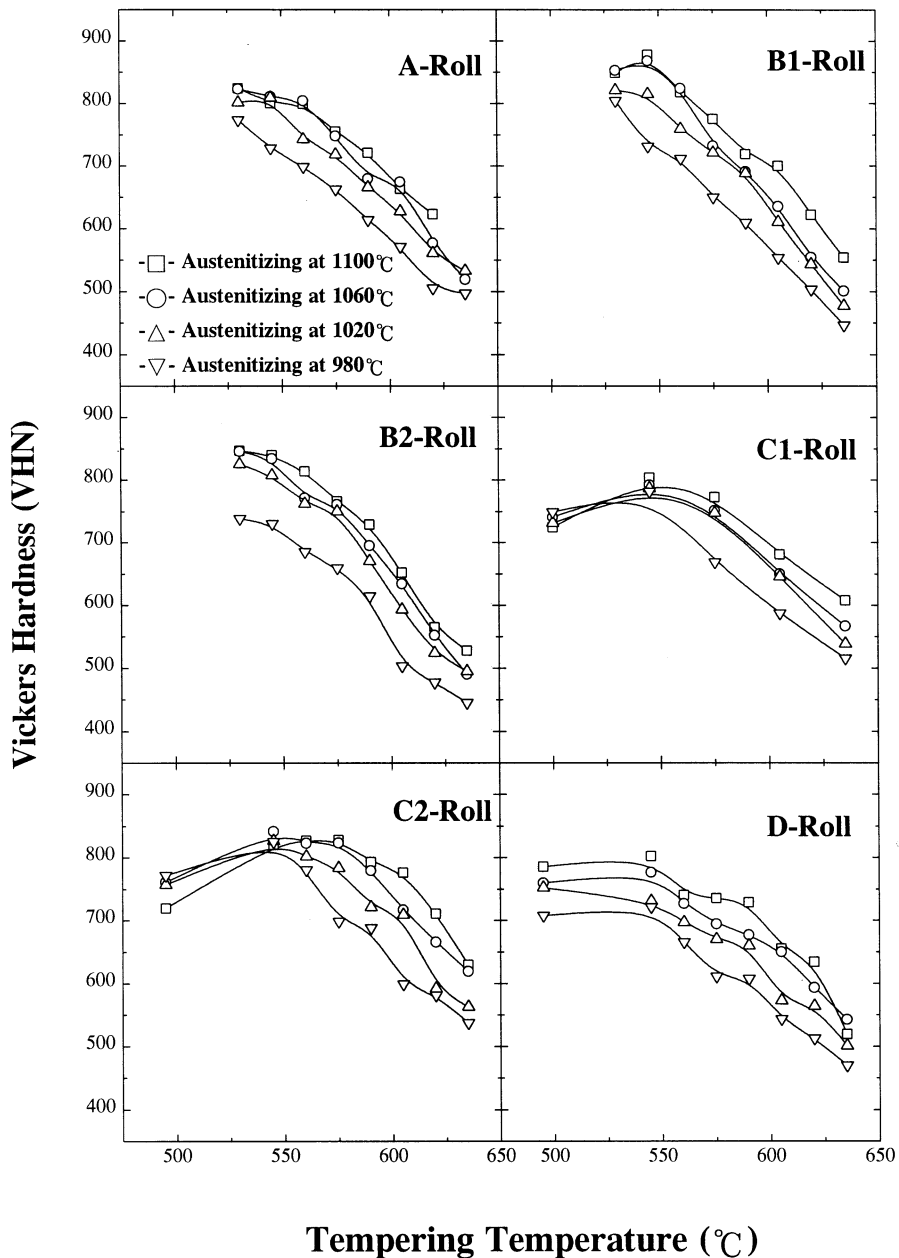 900
800
700
600
500
400
A-Roll
-□- Austenitizing at 1100℃
-○- Austenitizing at 1060℃
-△- Austenitizing at 1020℃
-▽- Austenitizing at 980℃
B1-Roll
900
800
700
600
500
400
B2-Roll
C1-Roll
Vickers Hardness (VHN)
900
800
700
600
500
400
C2-Roll
D-Roll
500
550
600
650
500
550
600
650
Tempering Temperature (℃)